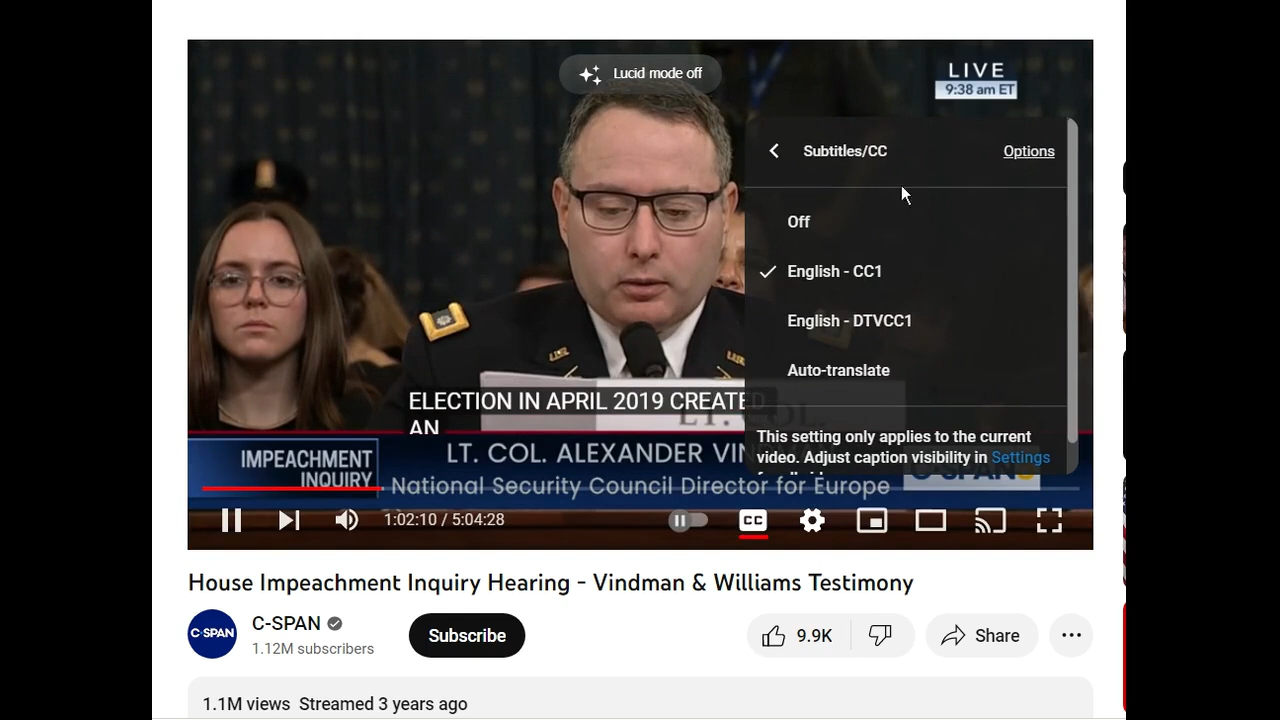 Lucid mode off
LIVE
9:38 am ET
Subtitles/CC
Options
Off
English - CC1
English - DTVCC1
Auto-translate
This setting only applies to the current
video. Adjust caption visibility in Settings
ELECTION IN APRIL 2019 CREATED
AN
LT. COL.
IMPEACHMENT
INQUIRY
LT. COL. ALEXANDER VIN
National Security Council Director for Europe
C-SPAN
1:02:10 / 5:04:28
CC
House Impeachment Inquiry Hearing - Vindman & Williams Testimony
C-SPAN
C-SPAN
1.12M subscribers
Subscribe
9.9K
Share
1.1M views Streamed 3 years ago